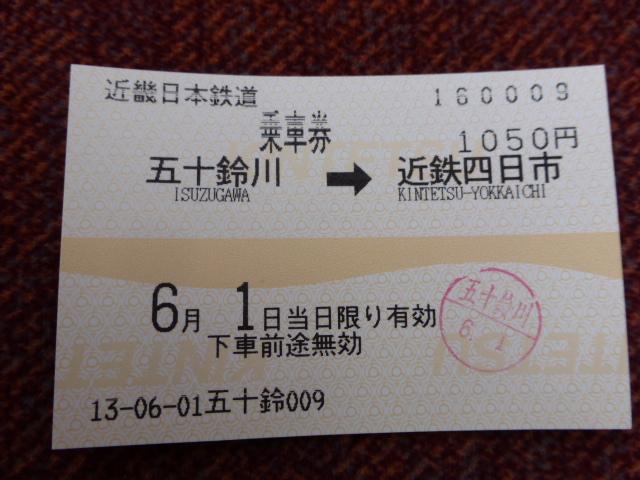 近畿日本鉄道 160009
乗車券 1050円
五十鈴川 ➡ 近鉄四日市
ISUZUGAWA KINTETSU-YOKKAICHI
6月 1日当日限り有効
下車前途無効
五十鈴川
6. 1
13-06-01五十鈴009
KINTETSU
KINTET